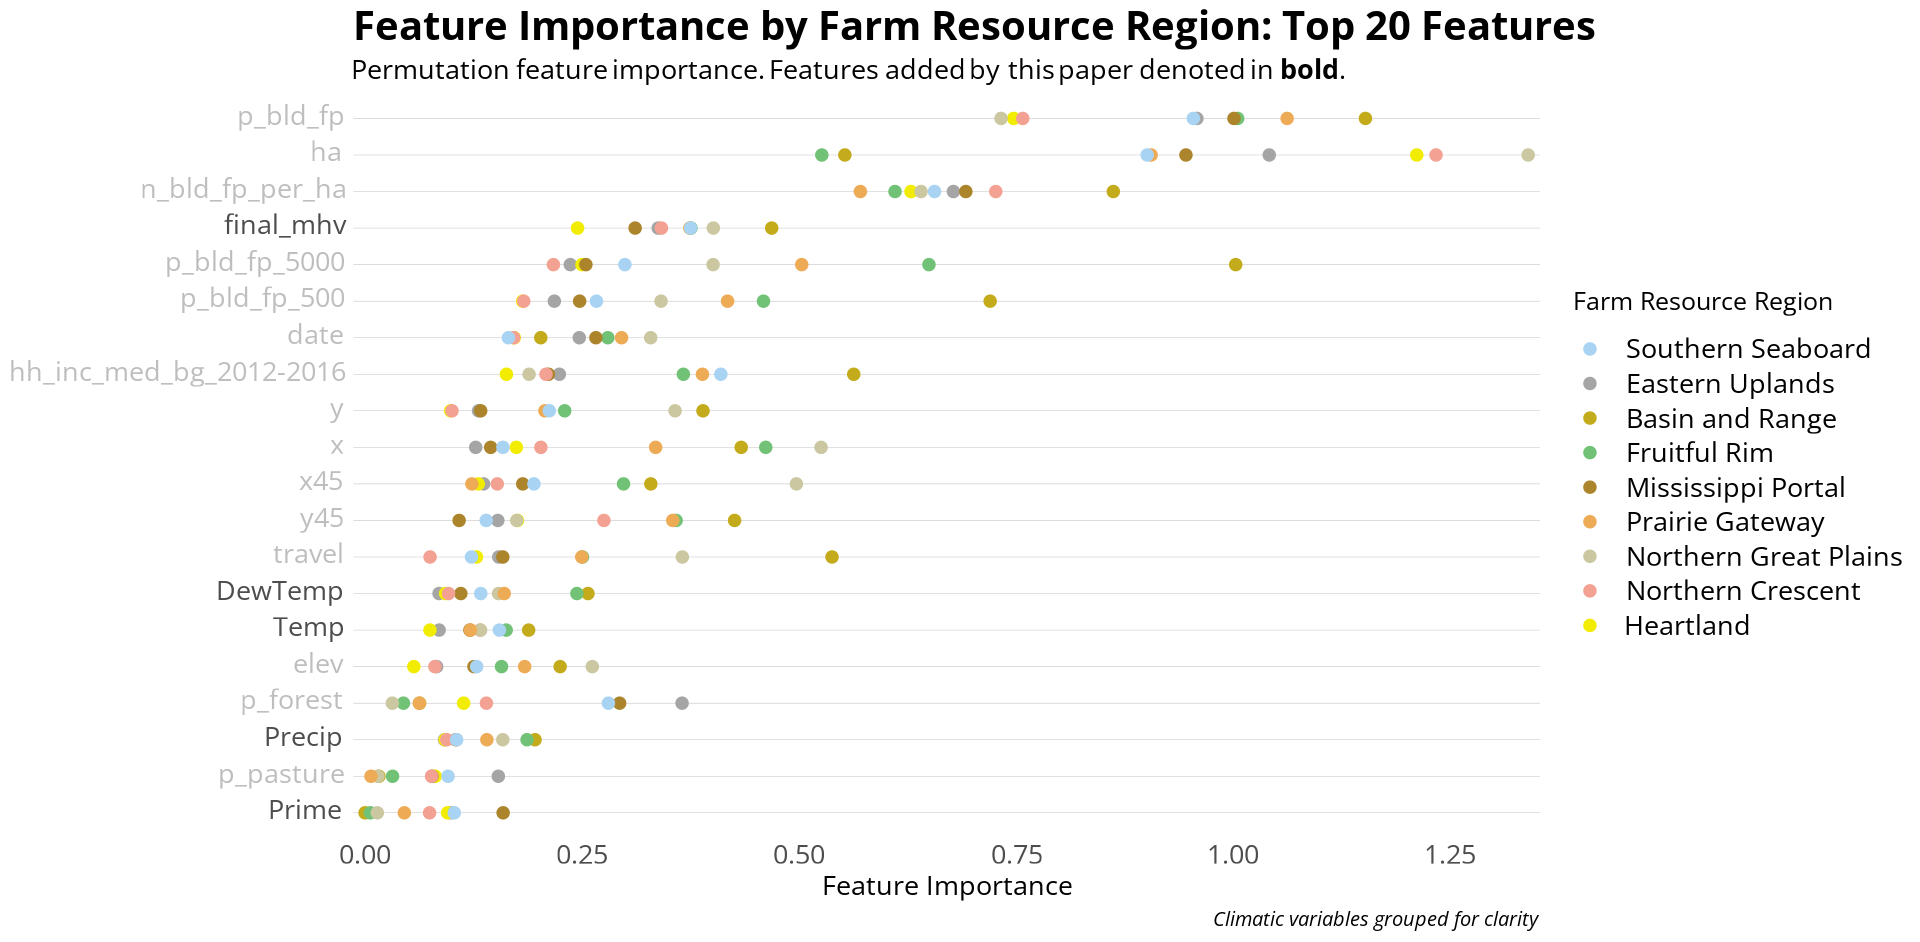 Feature Importance by Farm Resource Region: Top 20 Features
Permutation feature importance. Features added by this paper denoted in bold.
p_bld_fp
ha
n_bld_fp_per_ha
final_mhv
p_bld_fp_5000
p_bld_fp_500
date
hh_inc_med_bg_2012-2016
y
x
x45
y45
travel
DewTemp
Temp
elev
p_forest
Precip
p_pasture
Prime
0.00 0.25 0.50 0.75 1.00 1.25
Feature Importance
Climatic variables grouped for clarity
Farm Resource Region
Southern Seaboard
Eastern Uplands
Basin and Range
Fruitful Rim
Mississippi Portal
Prairie Gateway
Northern Great Plains
Northern Crescent
Heartland